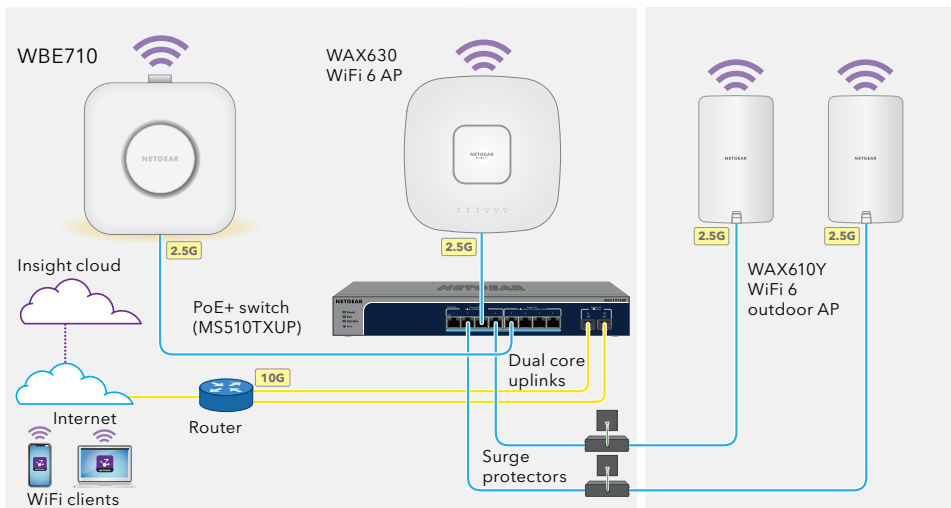 WBE710
NETGEAR
2.5G
WAX630
WiFi 6 AP
NETGEAR
2.5G
NETGEAR
2.5G
NETGEAR
2.5G
WAX610Y
WiFi 6
outdoor AP
Insight cloud
PoE+ switch
(MS510TXUP)
NETGEAR
NETGEAR
MS510TXUP
Dual core
uplinks
10G
Internet
Router
Surge
protectors
WiFi clients